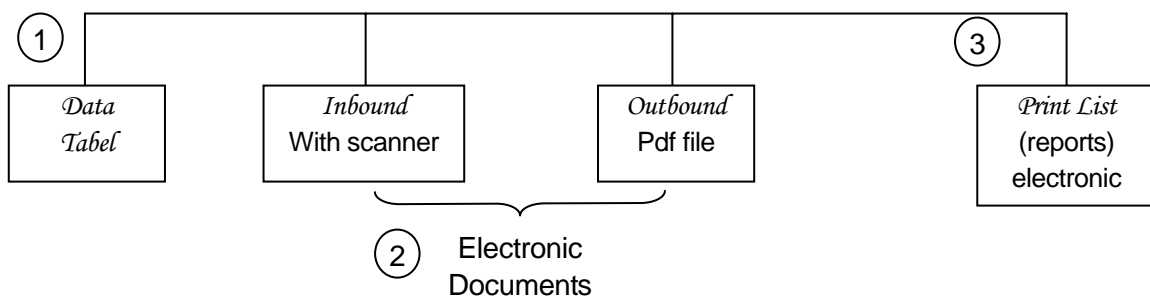 1
3
Data
Tabel
Inbound
With scanner
Outbound
Pdf file
Print List
(reports)
electronic
2
Electronic
Documents